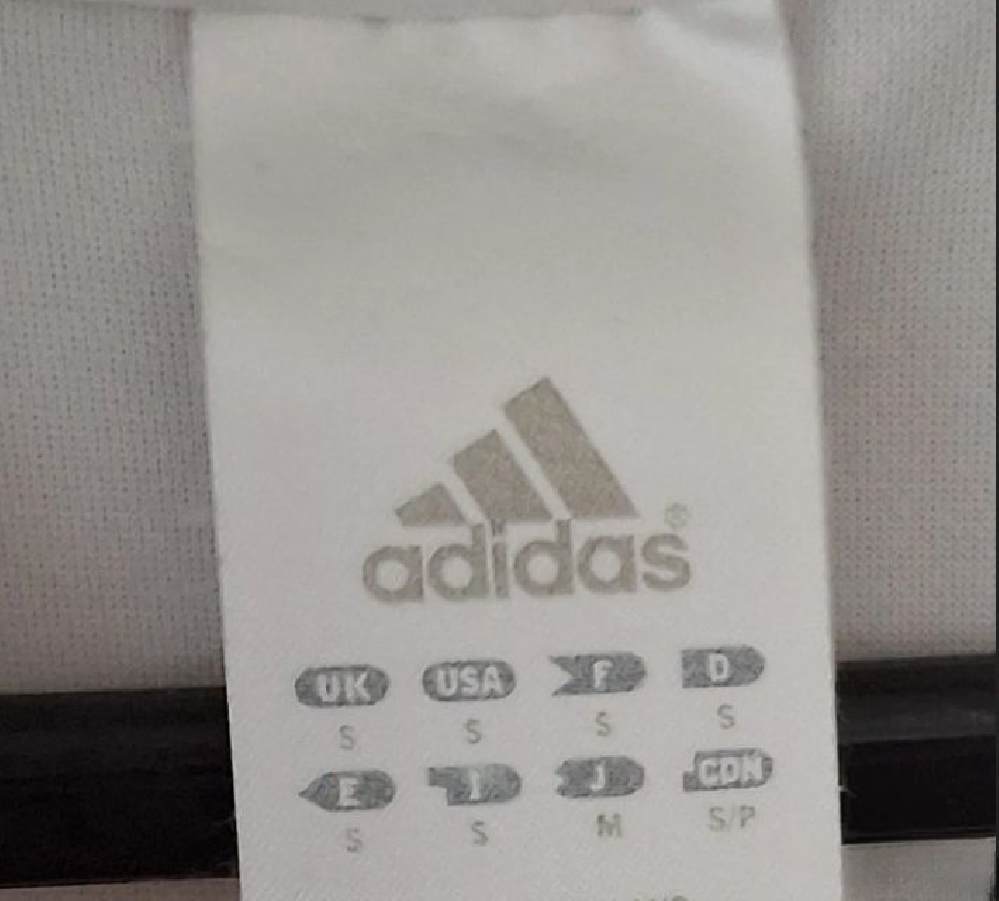 adidas®
UK USA F D
S S S S
E I J CDN
S S M S/P